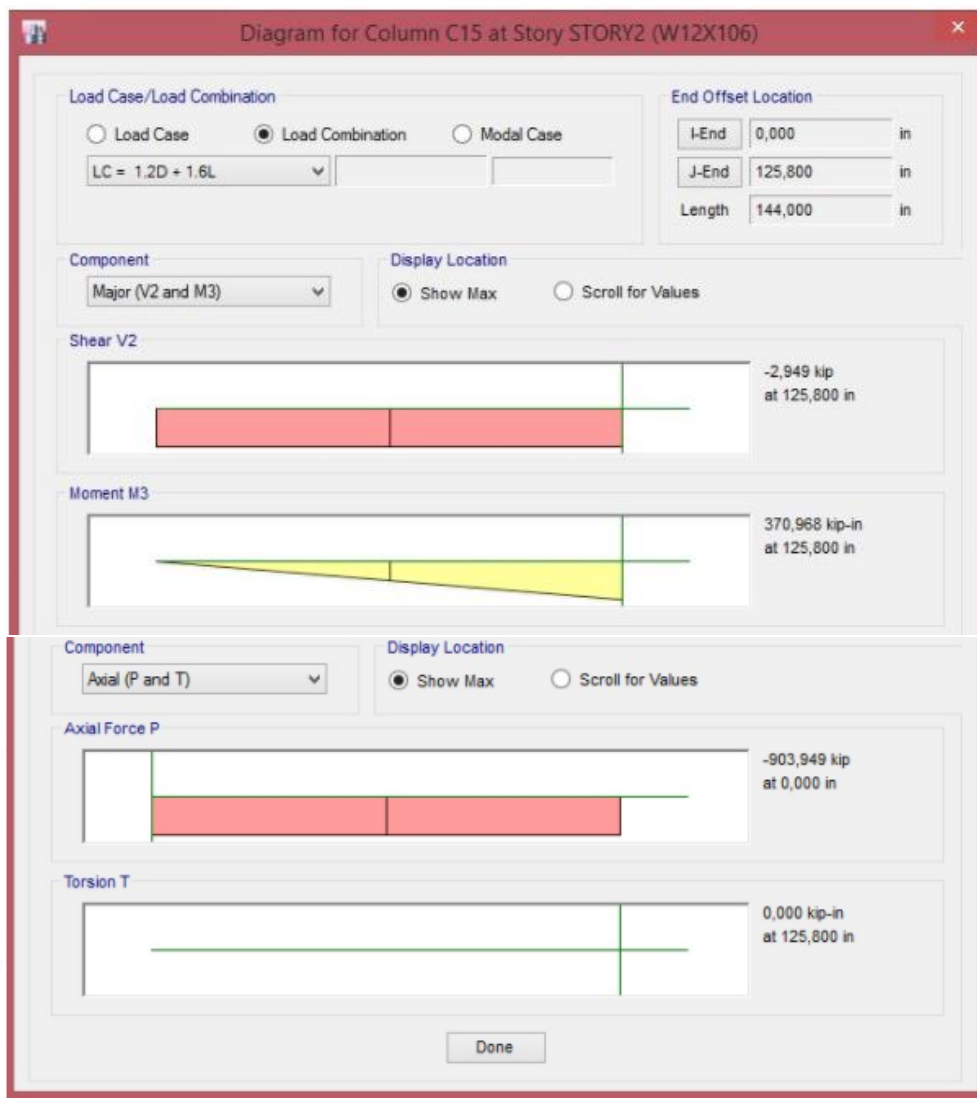 Diagram for Column C15 at Story STORY2 (W12X106)
Load Case/Load Combination
Load Case Load Combination Modal Case
LC = 1.2D + 1.6L
End Offset Location
I-End 0,000 in
J-End 125,800 in
Length 144,000 in
Component
Major (V2 and M3)
Display Location
Show Max Scroll for Values
Shear V2
-2,949 kip
at 125,800 in
Moment M3
370,968 kip-in
at 125,800 in
Component
Axial (P and T)
Display Location
Show Max Scroll for Values
Axial Force P
-903,949 kip
at 0,000 in
Torsion T
0,000 kip-in
at 125,800 in
Done